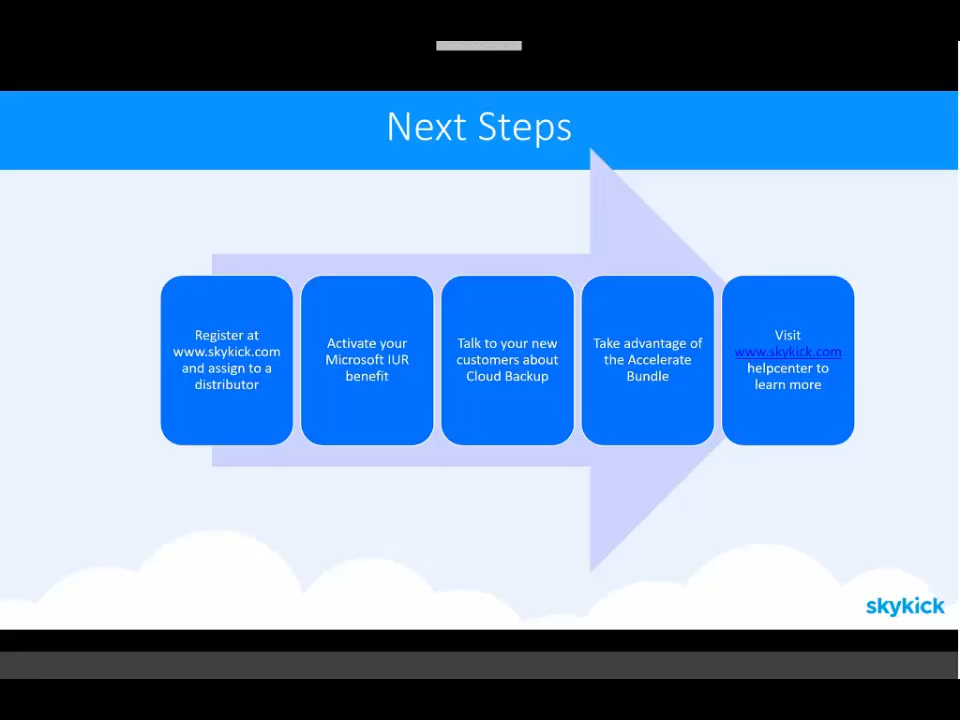 Next Steps
Register at
www.skykick.com
and assign to a
distributor
Activate your
Microsoft IUR
benefit
Talk to your new
customers about
Cloud Backup
Take advantage of
the Accelerate
Bundle
Visit
www.skykick.com
helpcenter to
learn more
skykick